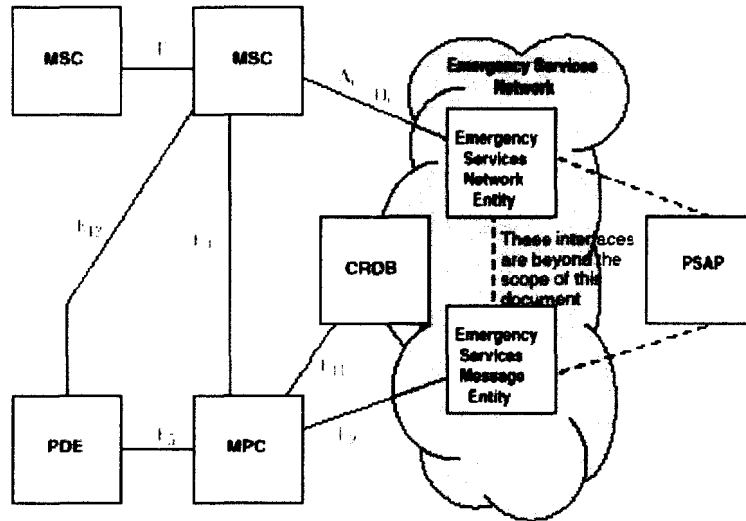 MSC
MSC
Emergency Services
Network
Emergency
Services
Network
Entity
CRDB
These interfaces
are beyond the
scope of this
document
PSAP
Emergency
Services
Message
Entity
PDE
MPC